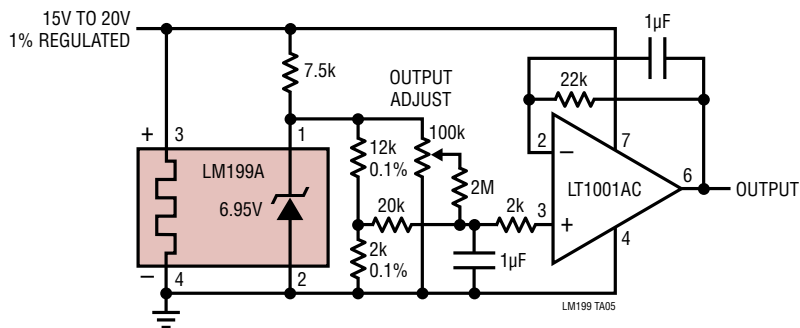 15V TO 20V
1% REGULATED
7.5k
OUTPUT
ADJUST
1µF
22k
+
3
1
100k
2
–
7
LM199A
12k
0.1%
6.95V
2M
LT1001AC
6
OUTPUT
20k
2k
3
+
4
2k
0.1%
1µF
–
4
2
LM199 TA05